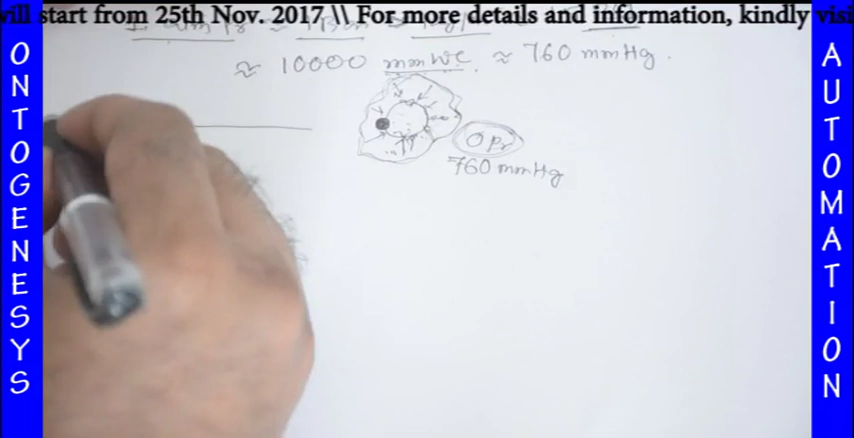 will start from 25th Nov. 2017 \\ For more details and information, kindly visi
≈ 10000 mmWC. ≈ 760 mmHg.
O Pr
760 mmHg
ONTOGENESYS
AUTOMATION